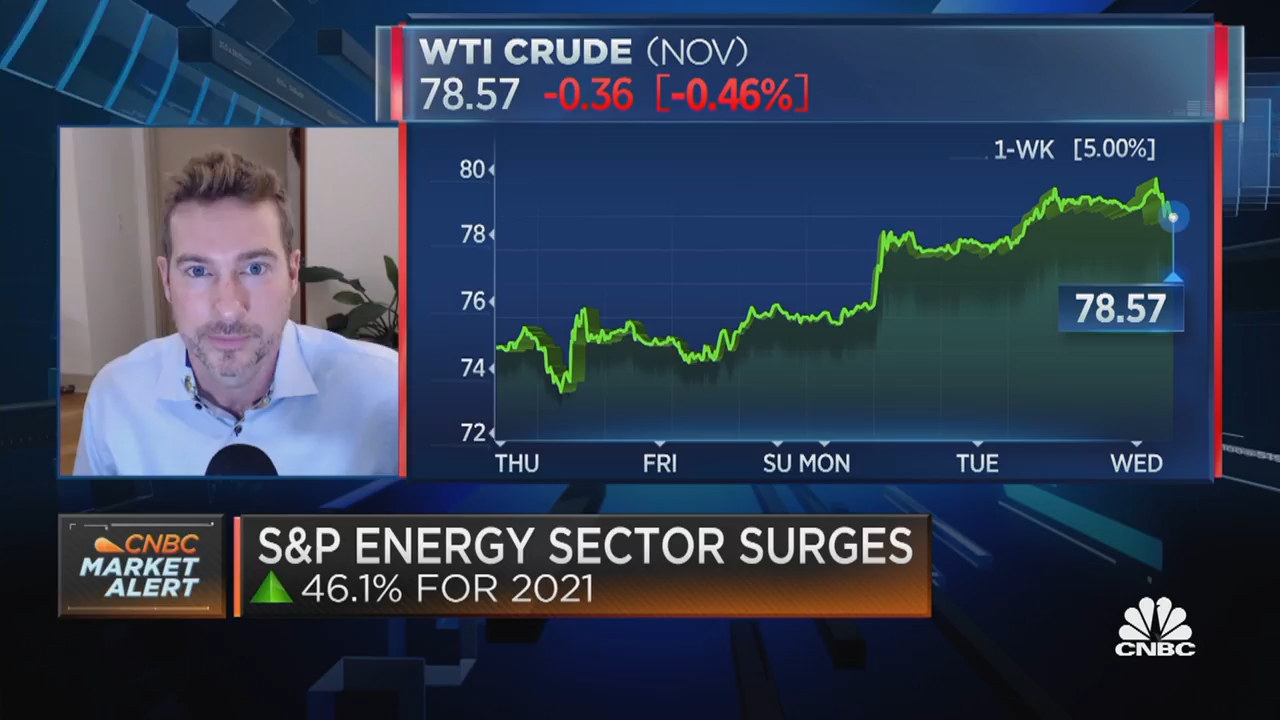 WTI CRUDE (NOV)
78.57 -0.36 [-0.46%]
1-WK [5.00%]
80
78
76
74
72
78.57
THU FRI SU MON TUE WED
CNBC
MARKET
ALERT
S&P ENERGY SECTOR SURGES
46.1% FOR 2021
CNBC